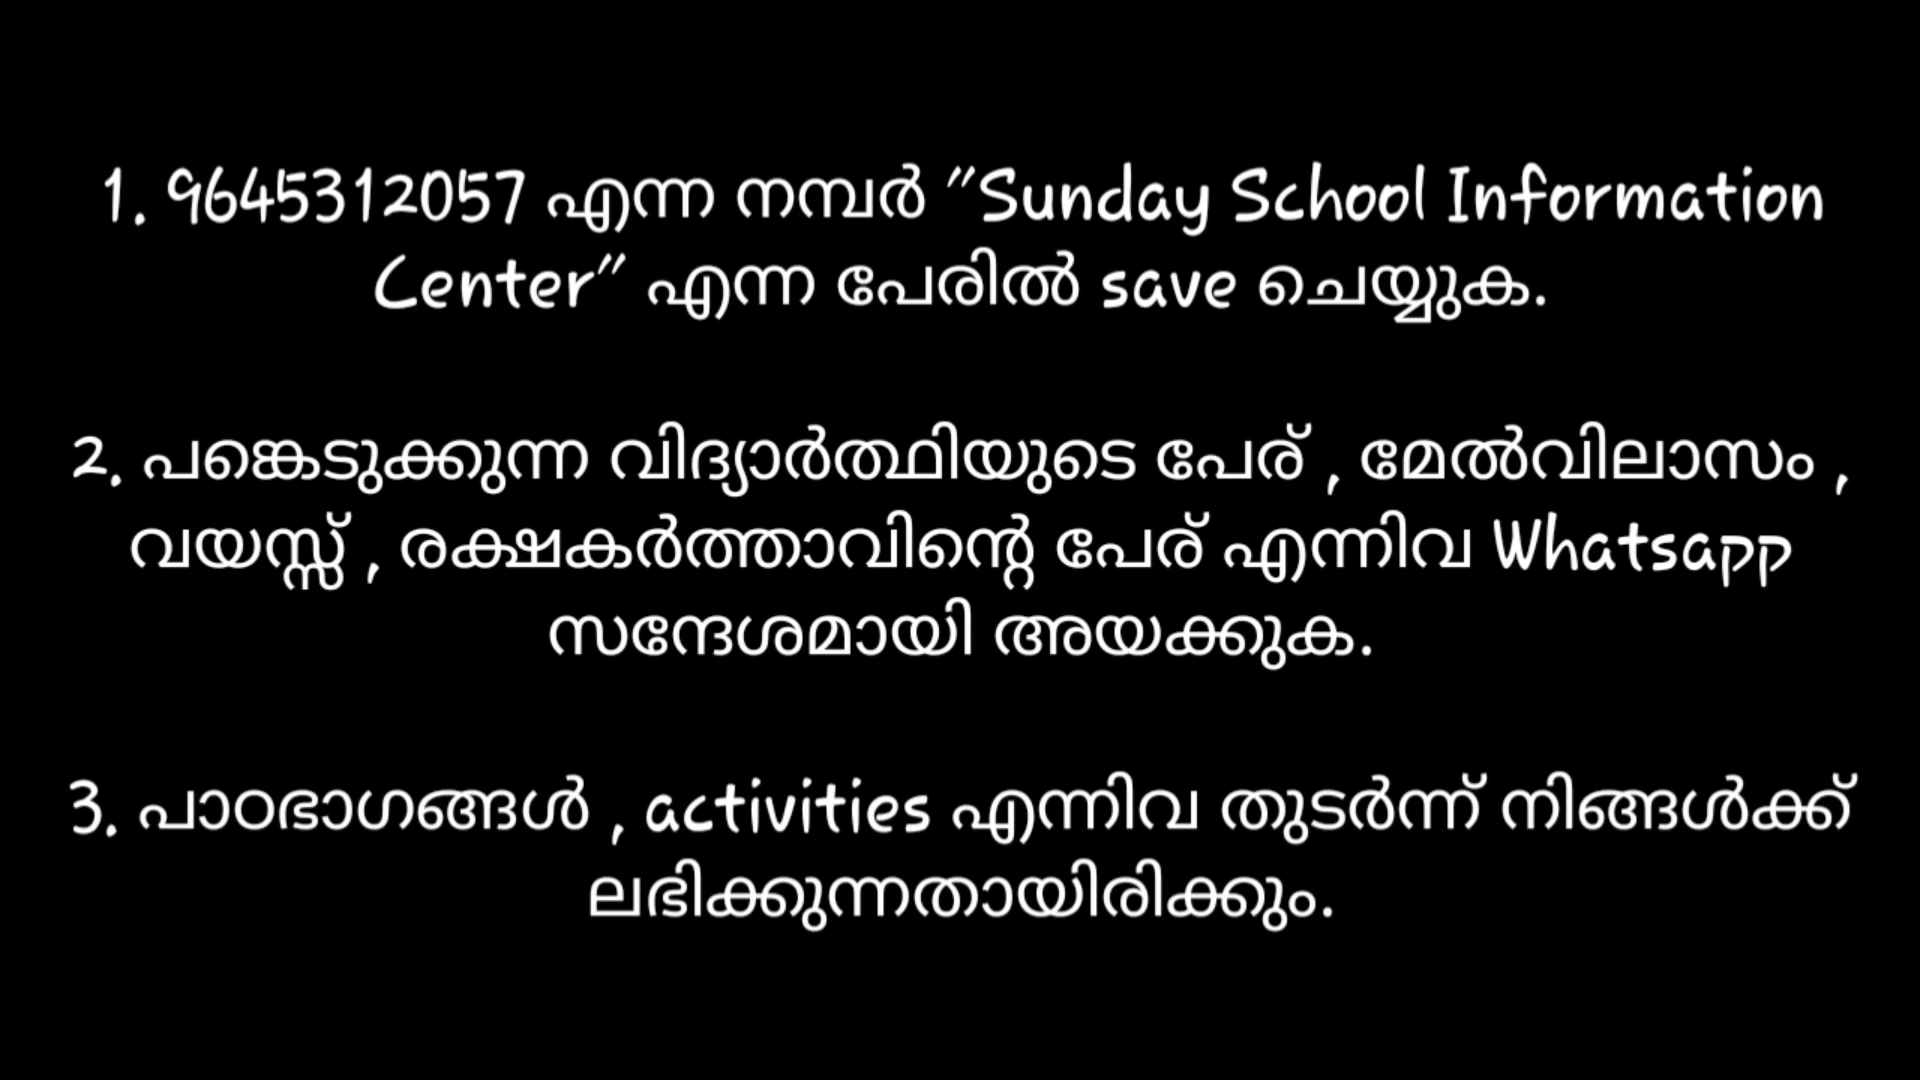 1. 9645312057 എന്ന നമ്പർ "Sunday School Information
Center" എന്ന പേരിൽ save ചെയ്യുക.
2. പങ്കെടുക്കുന്ന വിദ്യാർത്ഥിയുടെ പേര് , മേൽവിലാസം ,
വയസ്സ് , രക്ഷകർത്താവിന്റെ പേര് എന്നിവ Whatsapp
സന്ദേശമായി അയക്കുക.
3. പാഠഭാഗങ്ങൾ , activities എന്നിവ തുടർന്ന് നിങ്ങൾക്ക്
ലഭിക്കുന്നതായിരിക്കും.